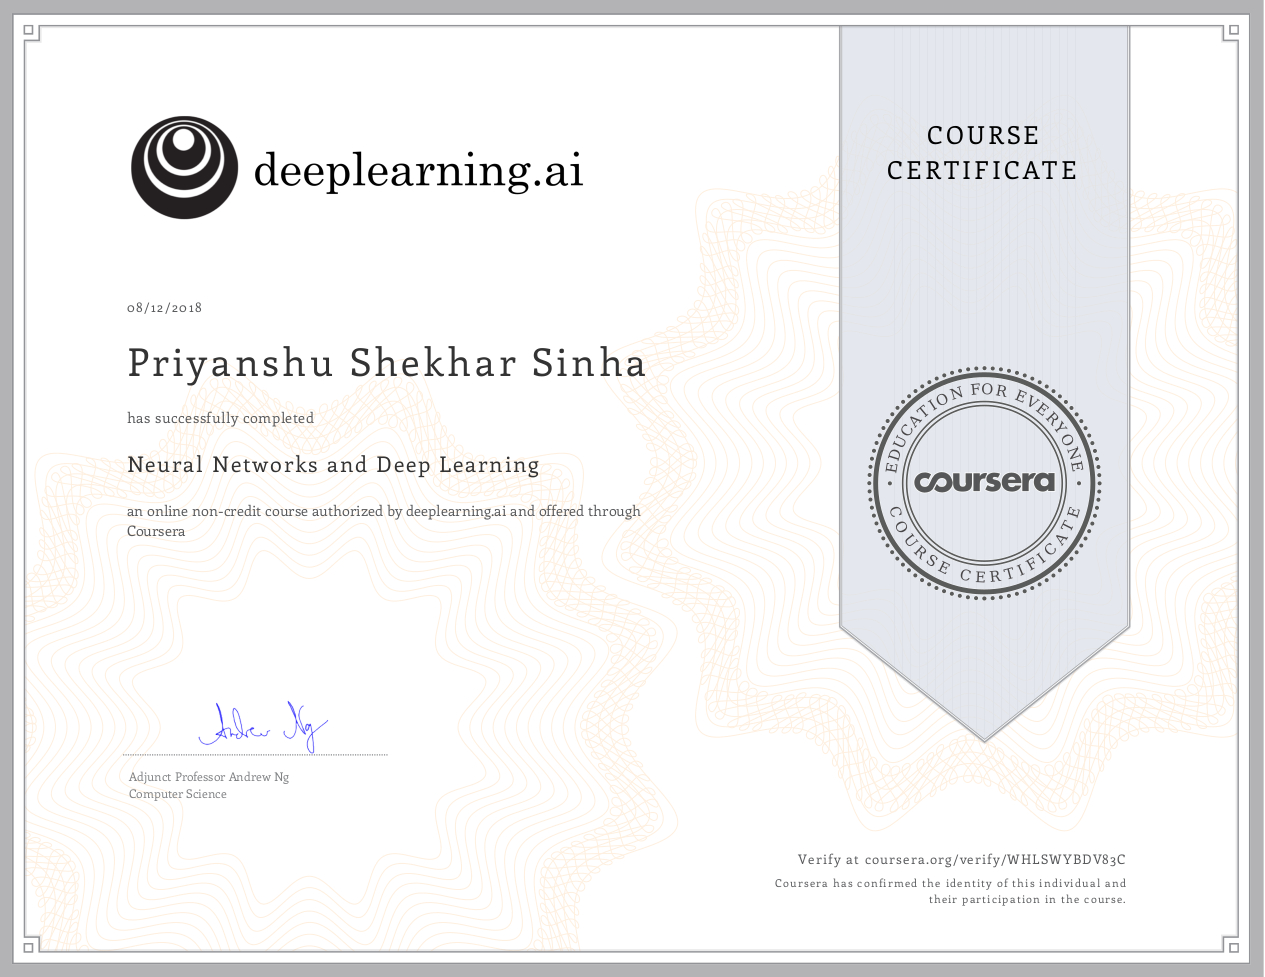 deeplearning.ai
COURSE
CERTIFICATE
08/12/2018
Priyanshu Shekhar Sinha
has successfully completed
Neural Networks and Deep Learning
an online non-credit course authorized by deeplearning.ai and offered through
Coursera
EDUCATION FOR EVERYONE
coursera
COURSE CERTIFICATE
Andrew Ng
Adjunct Professor Andrew Ng
Computer Science
Verify at coursera.org/verify/WHLSWYBDV83C
Coursera has confirmed the identity of this individual and
their participation in the course.